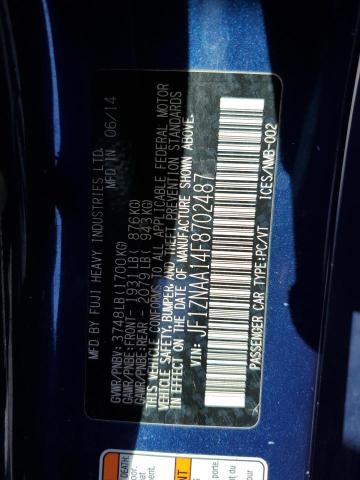 MFD BY FUJI HEAVY INDUSTRIES LTD.
MFD IN 06/14
GVWR/PNBV: 3748LB(1700KG)
GAWR/PNBE-FRONT- 1931LB( 876KG)
GAWR/PNBE-REAR - 2079LB( 943KG)
THIS VEHICLE CONFORMS TO ALL APPLICABLE FEDERAL MOTOR
VEHICLE SAFETY, BUMPER, AND THEFT PREVENTION STANDARDS
IN EFFECT ON THE DATE OF MANUFACTURE SHOWN ABOVE.
VIN: JF1ZNAA14F8702487
PASSENGER CAR TYPE:PC/VT
ICES/NMB-002
DEATH